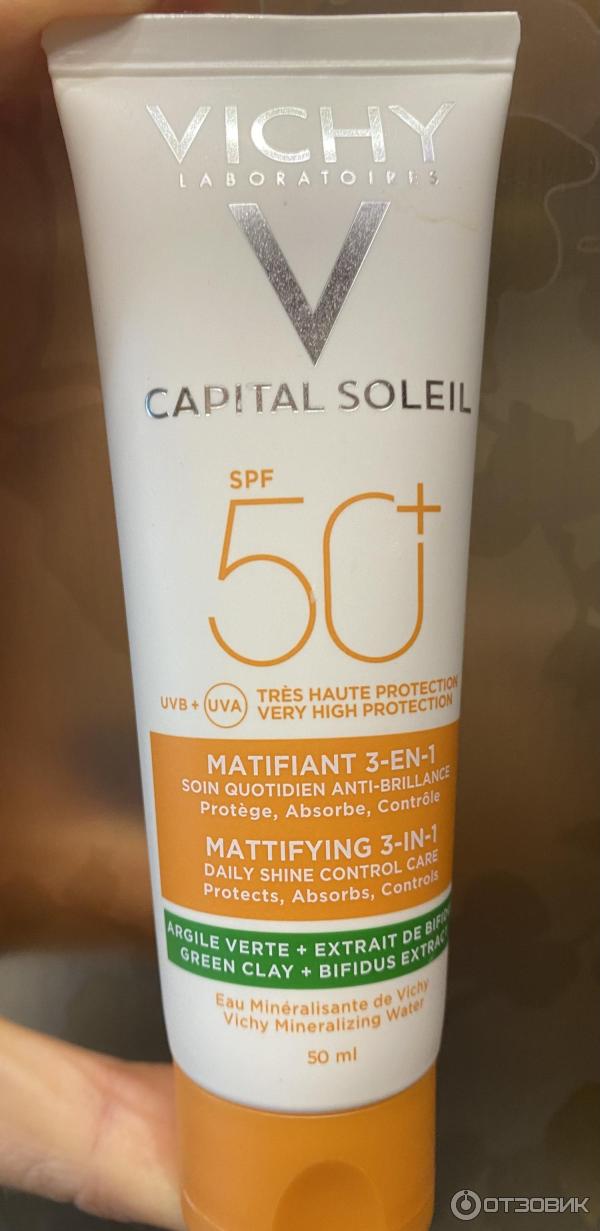 VICHY
LABORATOIRES
V
CAPITAL SOLEIL
SPF
50+
UVB + UVA
TRÈS HAUTE PROTECTION
VERY HIGH PROTECTION
MATIFIANT 3-EN-1
SOIN QUOTIDIEN ANTI-BRILLANCE
Protège, Absorbe, Contrôle
MATTIFYING 3-IN-1
DAILY SHINE CONTROL CARE
Protects, Absorbs, Controls
ARGILE VERTE + EXTRAIT DE BIFID
GREEN CLAY + BIFIDUS EXTRACT
Eau Minéralisante de Vichy
Vichy Mineralizing Water
50 ml
ОТЗОВИК